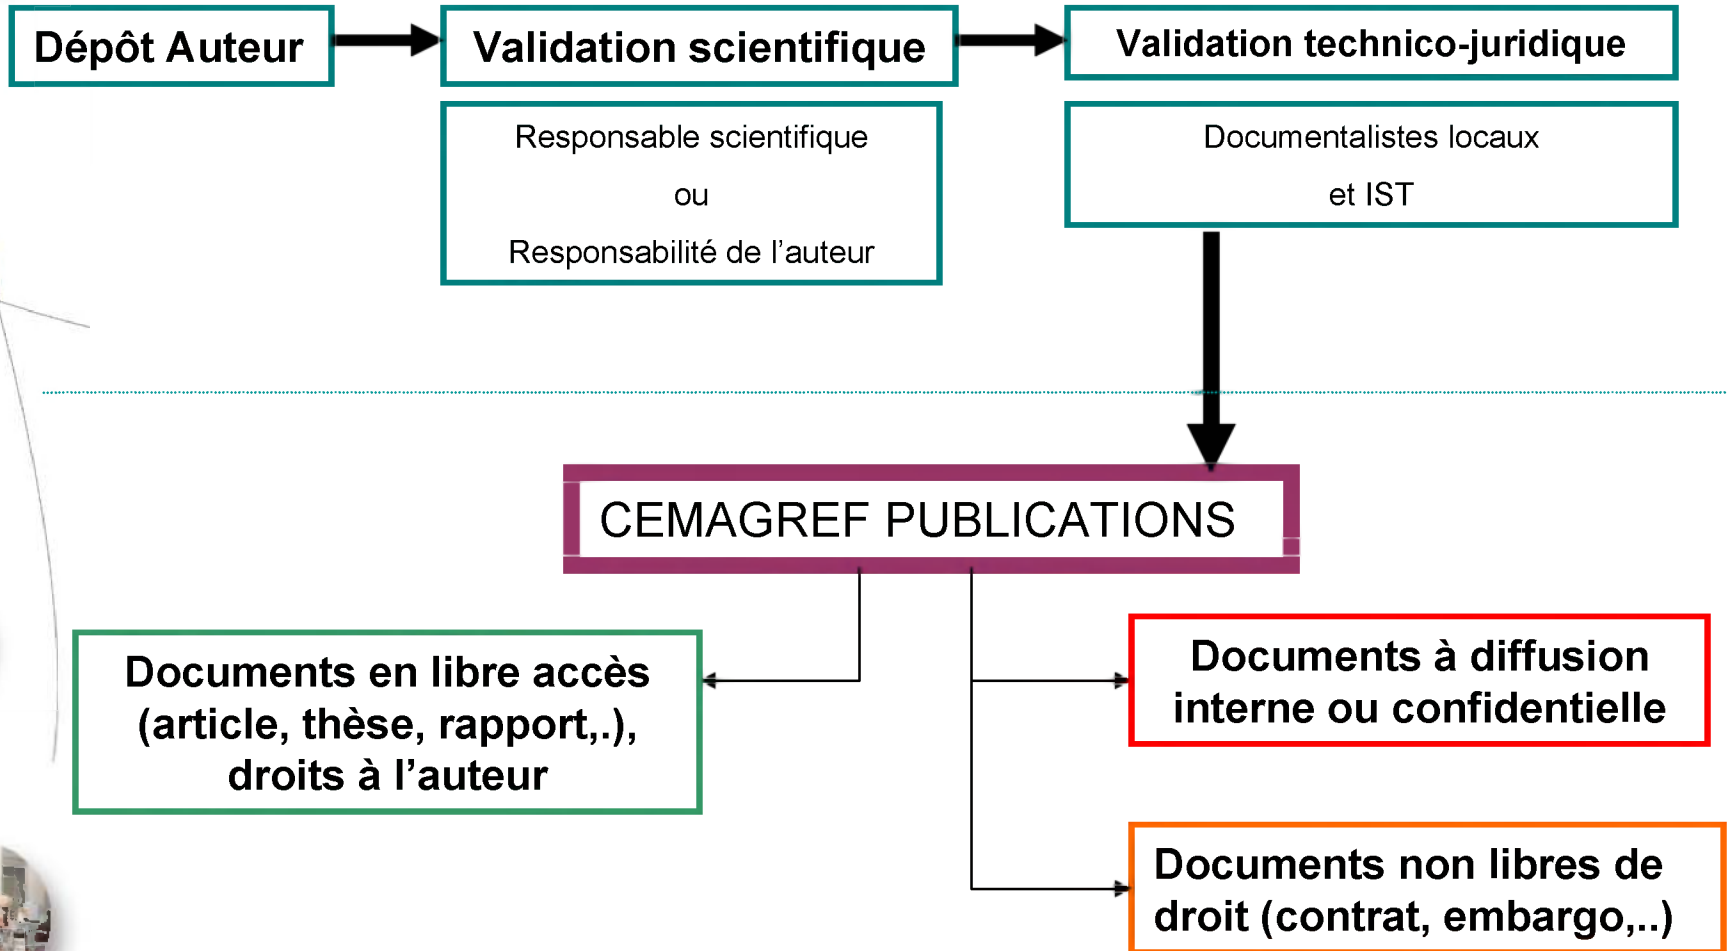 Dépôt Auteur
Validation scientifique
Validation technico-juridique
Responsable scientifique
ou
Responsabilité de l'auteur
Documentalistes locaux
et IST
CEMAGREF PUBLICATIONS
Documents en libre accès
(article, thèse, rapport,.),
droits à l'auteur
Documents à diffusion
interne ou confidentielle
Documents non libres de
droit (contrat, embargo,..)